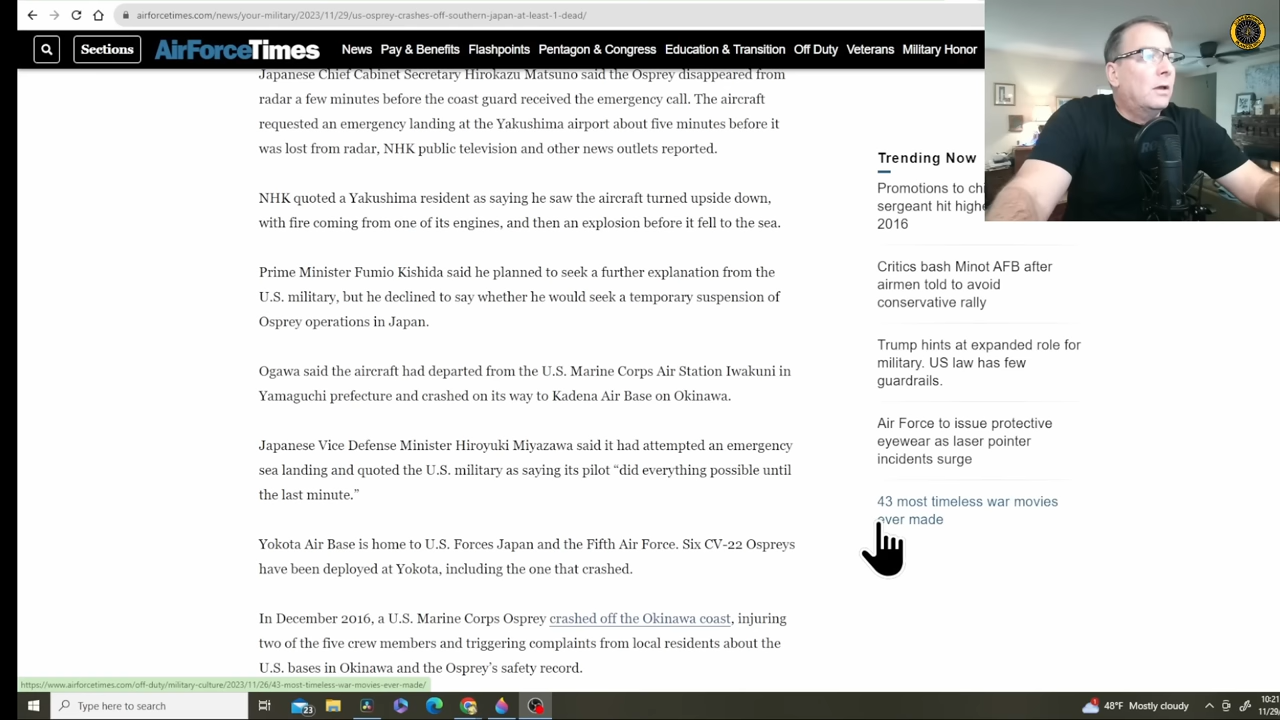 airforcetimes.com/news/your-military/2023/11/29/us-osprey-crashes-off-southern-japan-at-least-1-dead/
Sections
AirForceTimes
News Pay & Benefits Flashpoints Pentagon & Congress Education & Transition Off Duty Veterans Military Honor
Japanese Chief Cabinet Secretary Hirokazu Matsuno said the Osprey disappeared from
radar a few minutes before the coast guard received the emergency call. The aircraft
requested an emergency landing at the Yakushima airport about five minutes before it
was lost from radar, NHK public television and other news outlets reported.
NHK quoted a Yakushima resident as saying he saw the aircraft turned upside down,
with fire coming from one of its engines, and then an explosion before it fell to the sea.
Prime Minister Fumio Kishida said he planned to seek a further explanation from the
U.S. military, but he declined to say whether he would seek a temporary suspension of
Osprey operations in Japan.
Ogawa said the aircraft had departed from the U.S. Marine Corps Air Station Iwakuni in
Yamaguchi prefecture and crashed on its way to Kadena Air Base on Okinawa.
Japanese Vice Defense Minister Hiroyuki Miyazawa said it had attempted an emergency
sea landing and quoted the U.S. military as saying its pilot “did everything possible until
the last minute.”
Yokota Air Base is home to U.S. Forces Japan and the Fifth Air Force. Six CV-22 Ospreys
have been deployed at Yokota, including the one that crashed.
In December 2016, a U.S. Marine Corps Osprey crashed off the Okinawa coast, injuring
two of the five crew members and triggering complaints from local residents about the
U.S. bases in Okinawa and the Osprey’s safety record.
Trending Now
Promotions to chi
sergeant hit highe
2016
Critics bash Minot AFB after
airmen told to avoid
conservative rally
Trump hints at expanded role for
military. US law has few
guardrails.
Air Force to issue protective
eyewear as laser pointer
incidents surge
43 most timeless war movies
ever made
https://www.airforcetimes.com/off-duty/military-culture/2023/11/26/43-most-timeless-war-movies-ever-made/
Type here to search
23
48°F Mostly cloudy
10:21
11/29